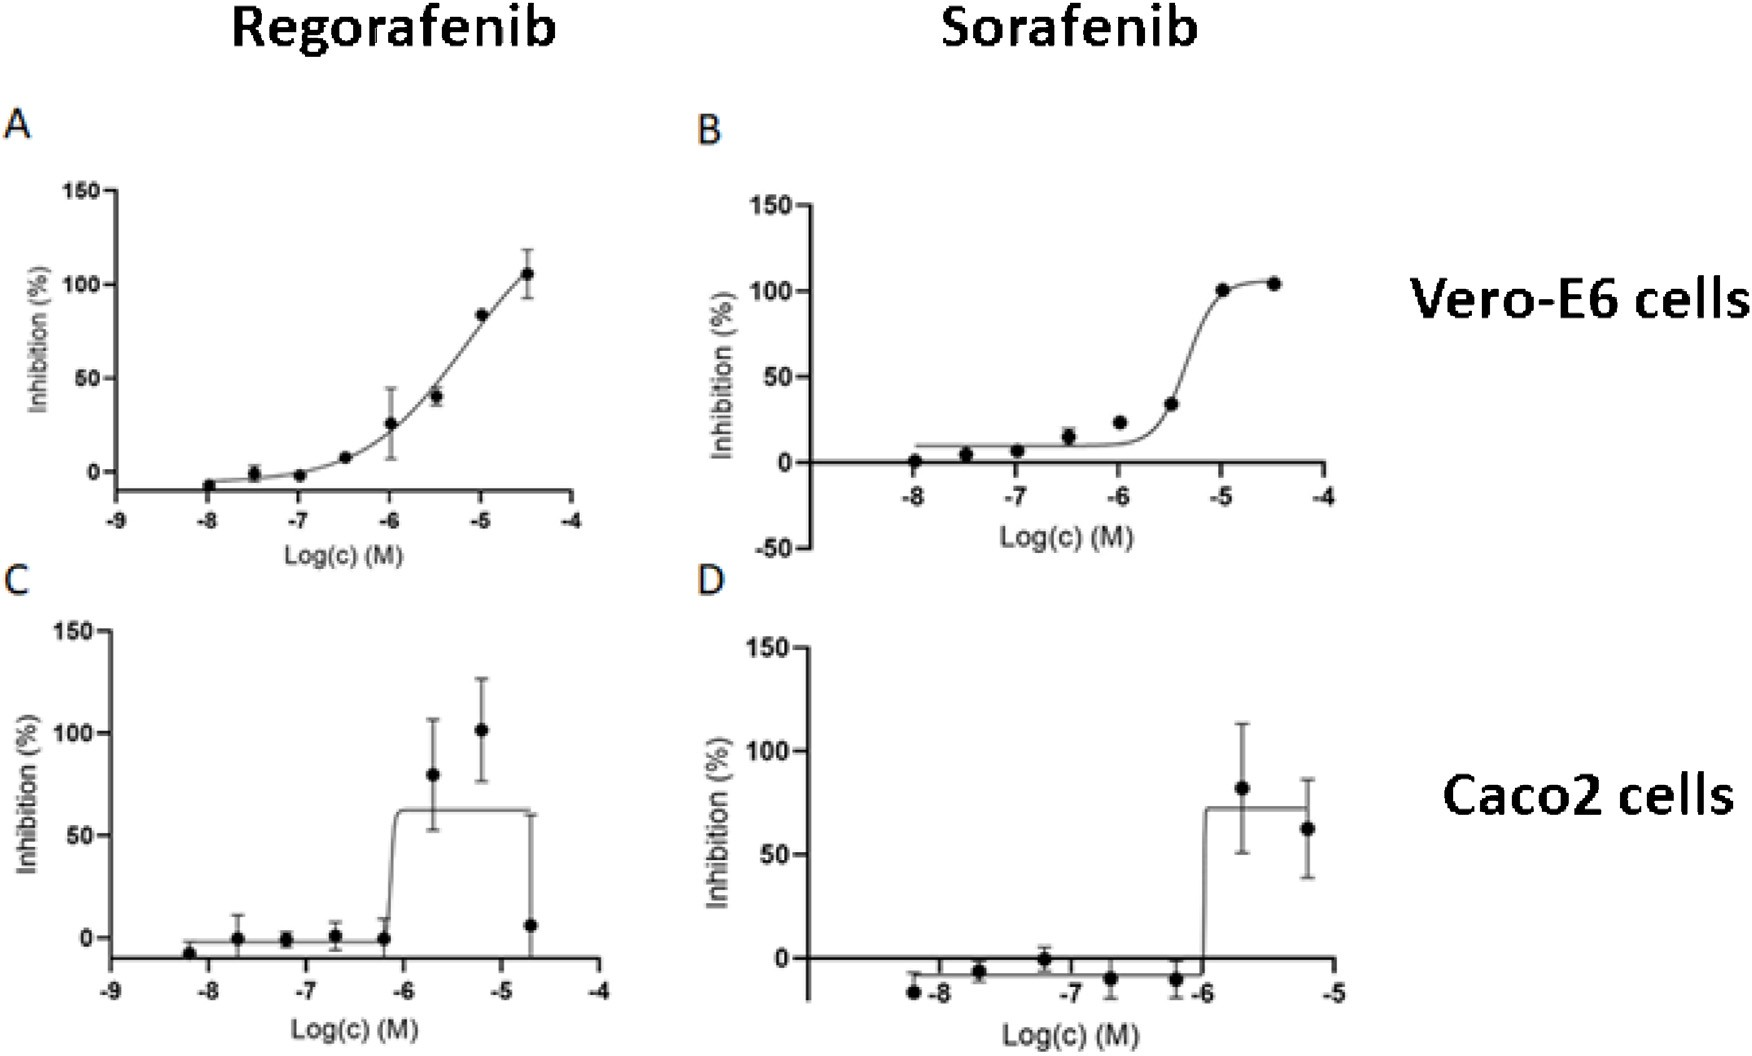 Regorafenib
Sorafenib
A
150
100
50
0
Inhibition (%)
-9 -8 -7 -6 -5 -4
Log(c) (M)
B
150
100
50
0
-50
Inhibition (%)
-8 -7 -6 -5 -4
Log(c) (M)
Vero-E6 cells
C
150
100
50
0
Inhibition (%)
-9 -8 -7 -6 -5 -4
Log(c) (M)
D
150
100
50
0
Inhibition (%)
-8 -7 -6 -5
Log(c) (M)
Caco2 cells